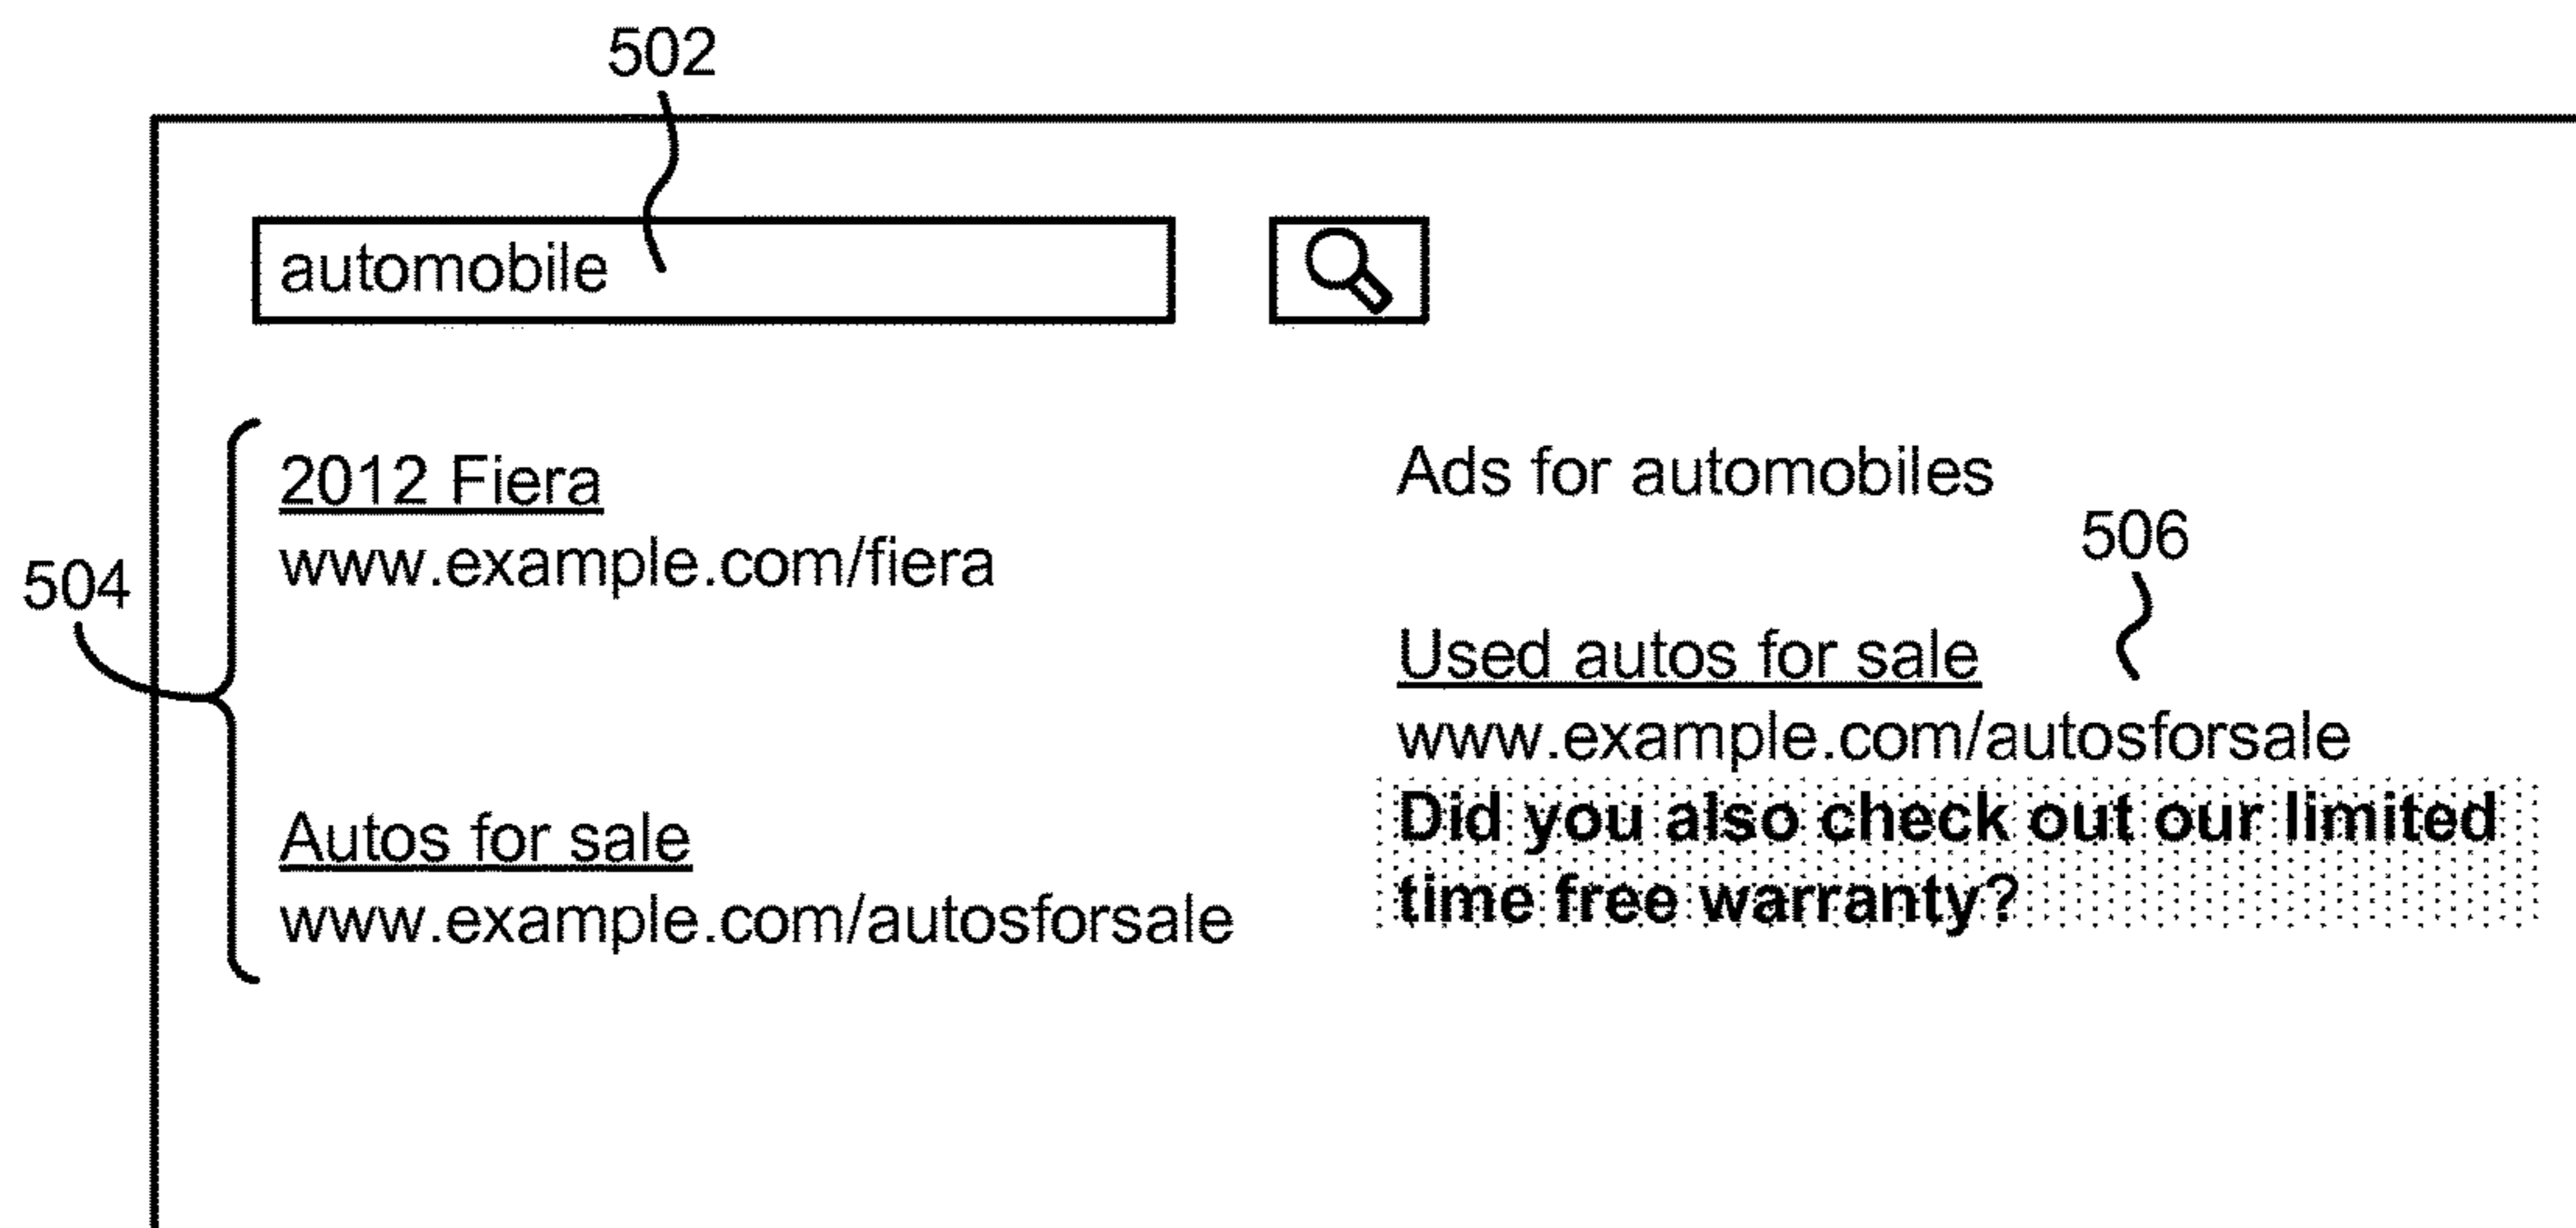 502
automobile
2012 Fiera
www.example.com/fiera
504
Autos for sale
www.example.com/autosforsale
Ads for automobiles
506
Used autos for sale
www.example.com/autosforsale
Did you also check out our limited
time free warranty?